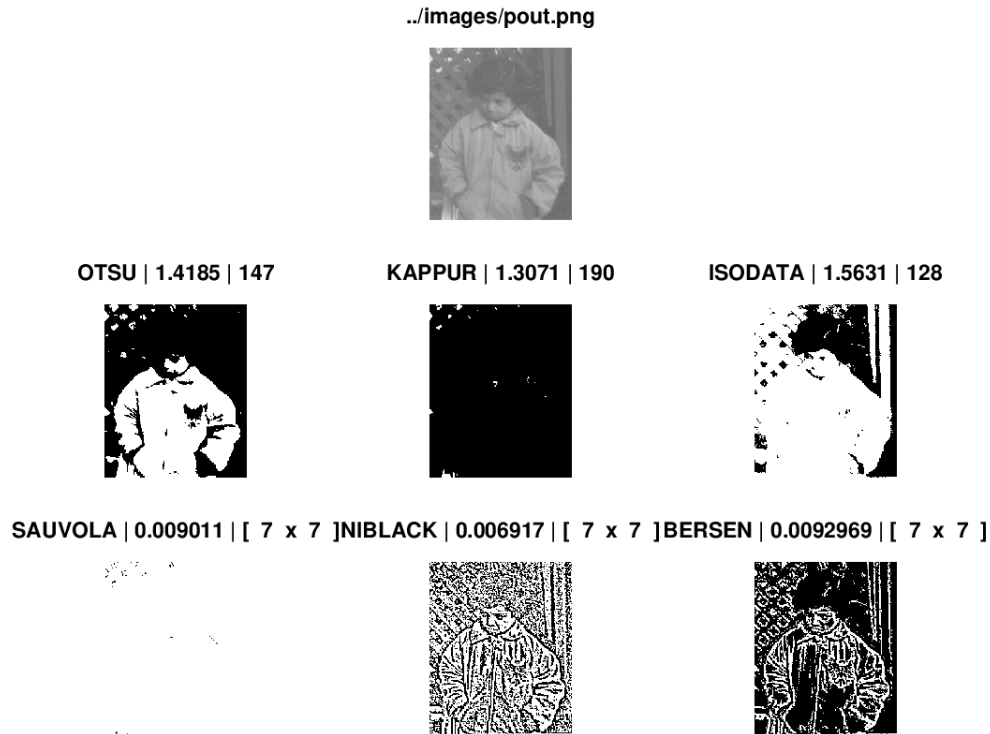 ../images/pout.png
OTSU | 1.4185 | 147
KAPPUR | 1.3071 | 190
ISODATA | 1.5631 | 128
SAUVOLA | 0.009011 | [ 7 x 7 ]
NIBLACK | 0.006917 | [ 7 x 7 ]
BERSEN | 0.0092969 | [ 7 x 7 ]